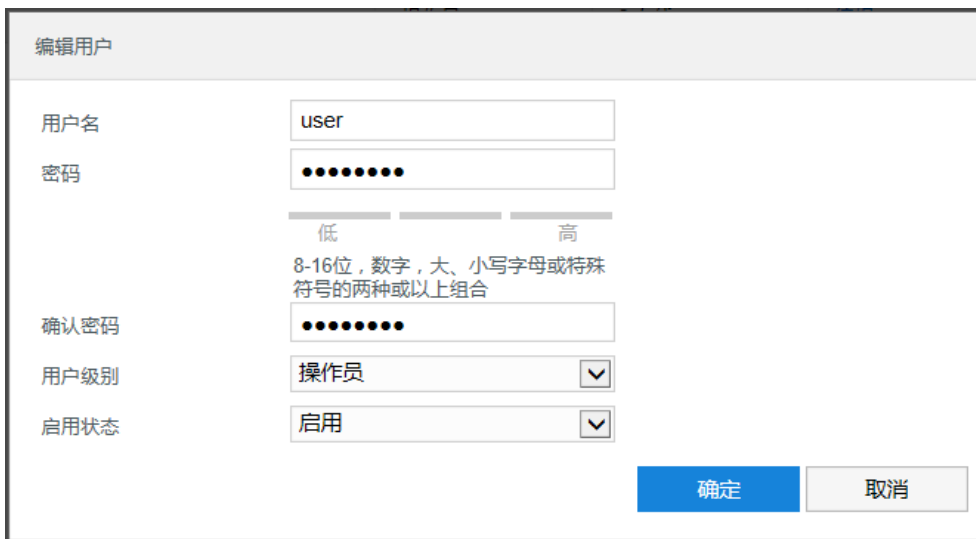 编辑用户
用户名 user
密码 ●●●●●●●●
低 高
8-16位，数字，大、小写字母或特殊
符号的两种或以上组合
确认密码 ●●●●●●●●
用户级别 操作员
启用状态 启用
确定 取消